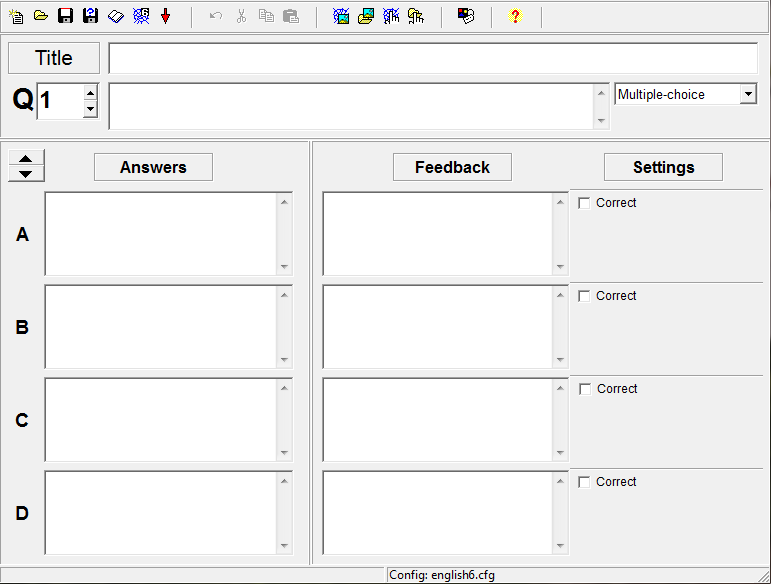 Title
Q 1
Multiple-choice
Answers
Feedback
Settings
A
Correct
B
Correct
C
Correct
D
Correct
Config: english6.cfg